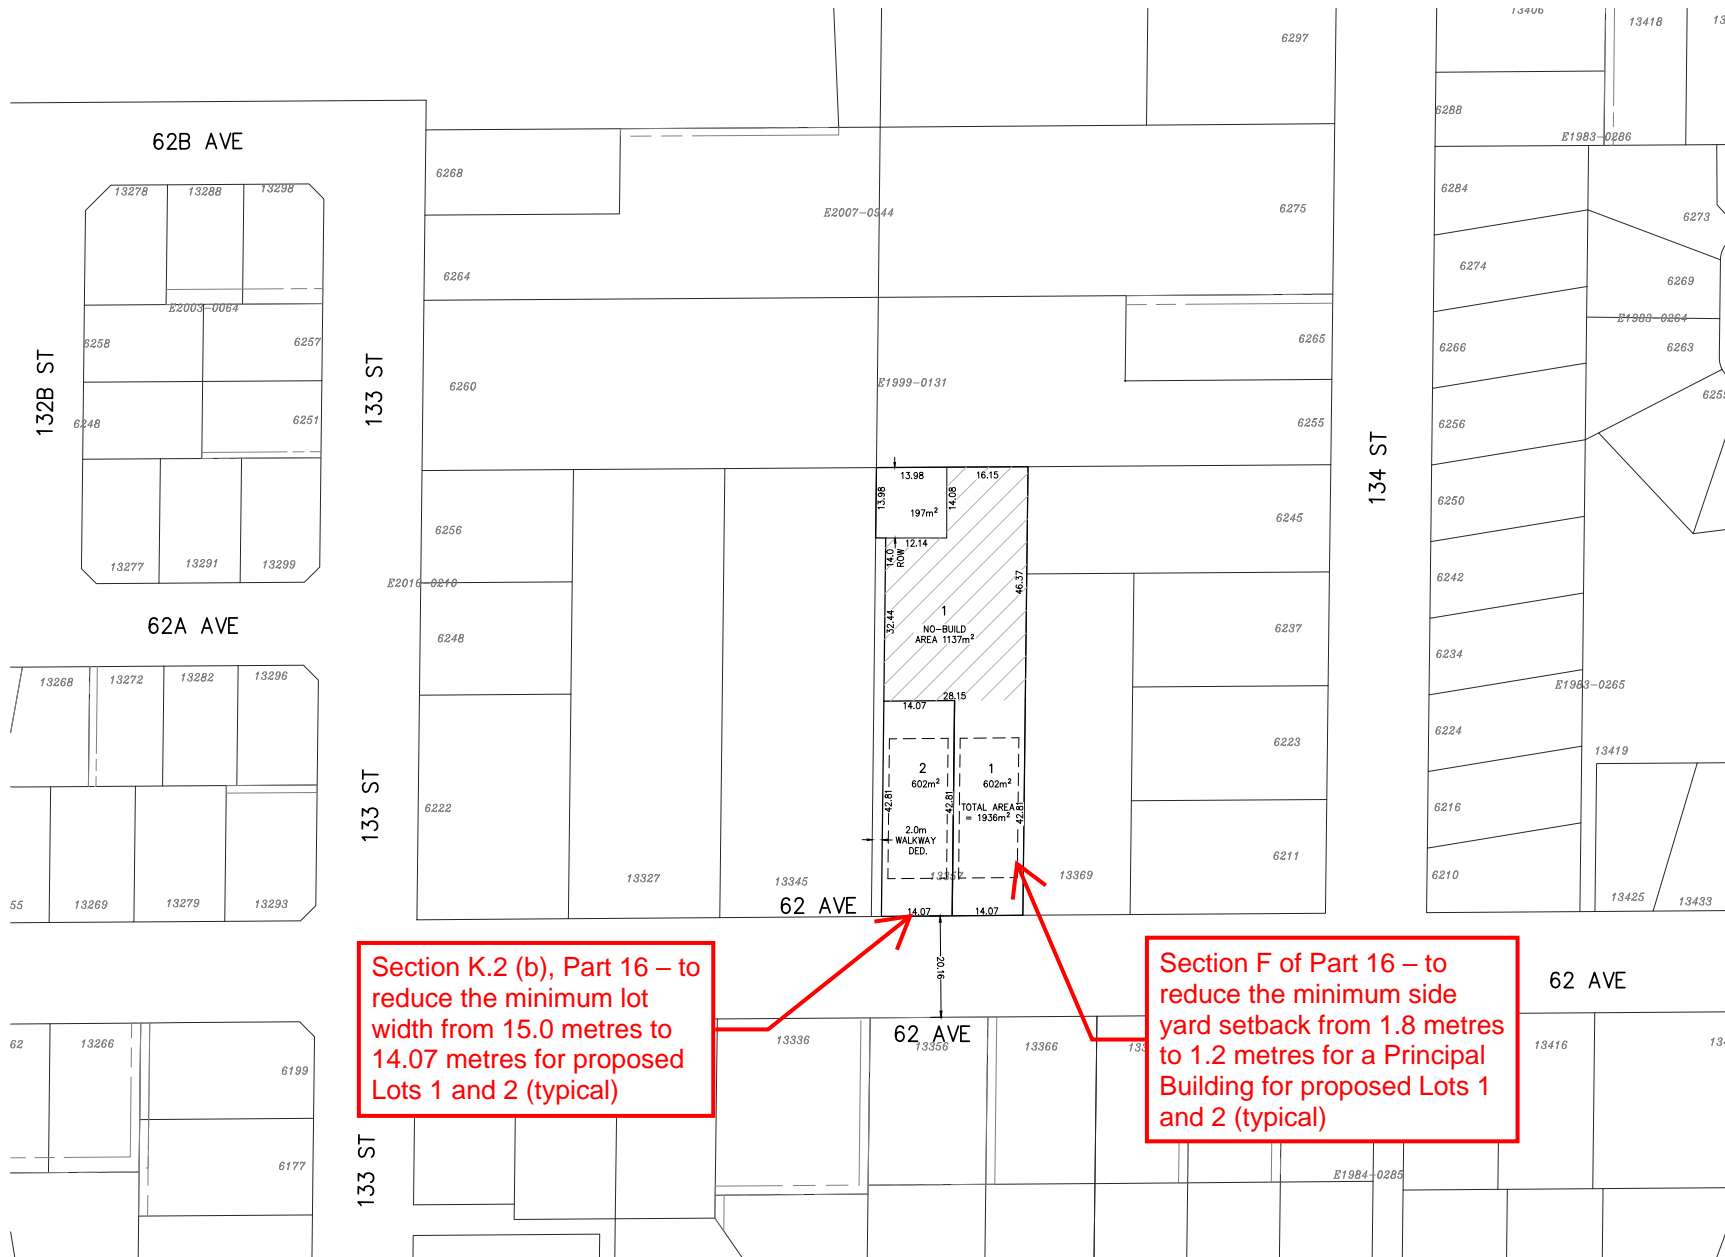 13406
13418
6297
6288
E1983-0286
62B AVE
13278
13288
13298
6268
E2007-0944
6275
6284
6273
6264
6274
6269
E2003-0064
E1983-0264
6258
6257
6265
6266
6263
132B ST
133 ST
6260
E1999-0131
6248
6251
6255
6256
134 ST
13.98
16.15
13.98
14.08
197m²
6250
6256
6245
12.14
14.0
ROW
13277
13291
13299
E2016-0210
46.37
6242
62A AVE
32.44
1
NO-BUILD
AREA 1137m²
6248
6237
6234
13268
13272
13282
13296
E1983-0265
28.15
14.07
6224
6223
13419
2
602m²
1
602m²
133 ST
6222
42.81
42.81
TOTAL AREA
= 1936m²
42.81
6216
2.0m
WALKWAY
DED.
6211
13327
13345
13357
13369
6210
55
13269
13279
13293
62 AVE
14.07
14.07
13425
13433
20.16
Section K.2 (b), Part 16 – to
reduce the minimum lot
width from 15.0 metres to
14.07 metres for proposed
Lots 1 and 2 (typical)
Section F of Part 16 – to
reduce the minimum side
yard setback from 1.8 metres
to 1.2 metres for a Principal
Building for proposed Lots 1
and 2 (typical)
62 AVE
62 AVE
62
13266
6199
13336
13356
13366
13416
6177
133 ST
E1984-0285